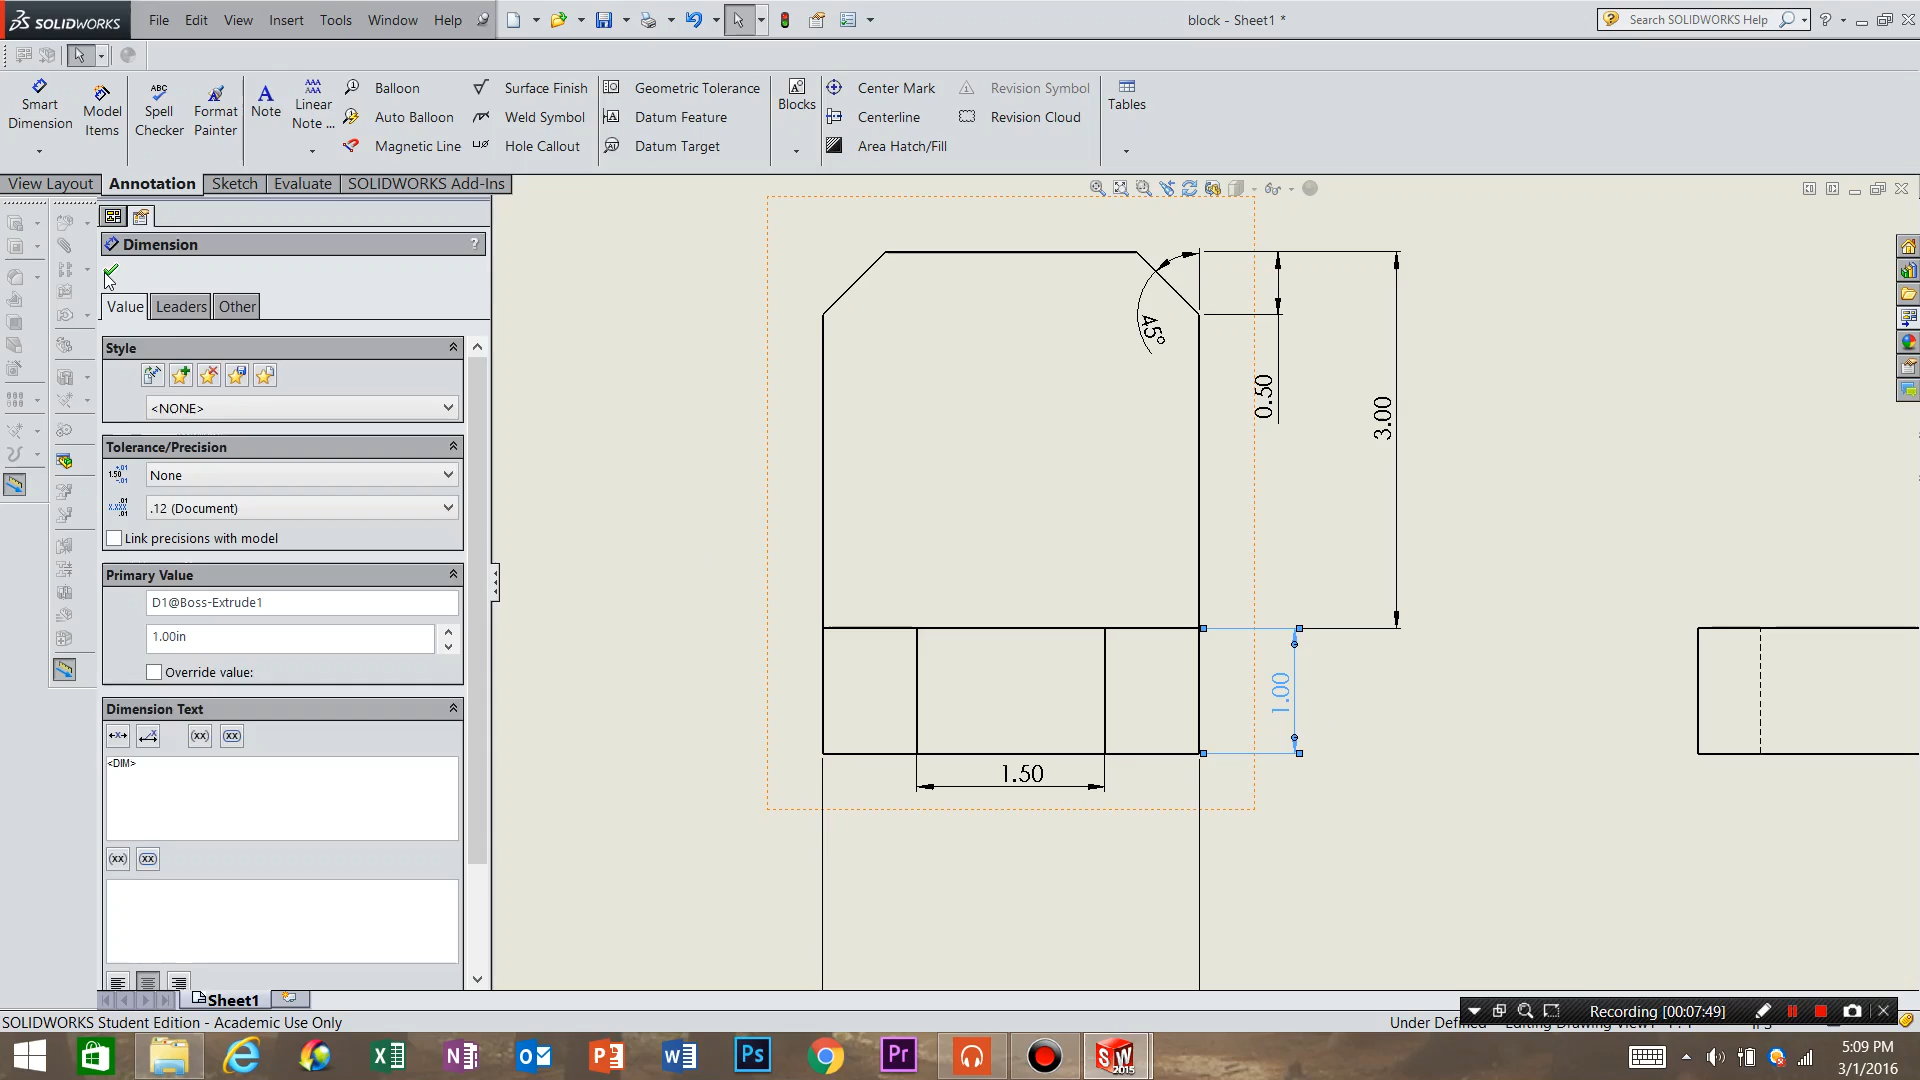 SOLIDWORKS File Edit View Insert Tools Window Help block - Sheet1 * Search SOLIDWORKS Help
Smart Dimension
Model Items
Spell Checker
Format Painter
Note
Linear Note ...
Balloon
Auto Balloon
Magnetic Line
Surface Finish
Weld Symbol
Hole Callout
Geometric Tolerance
Datum Feature
Datum Target
Blocks
Center Mark
Centerline
Area Hatch/Fill
Revision Symbol
Revision Cloud
Tables
View Layout Annotation Sketch Evaluate SOLIDWORKS Add-Ins
Dimension ?
Value Leaders Other
Style
<NONE>
Tolerance/Precision
None
.12 (Document)
Link precisions with model
Primary Value
D1@Boss-Extrude1
1.00in
Override value:
Dimension Text
(xx) (xx)
<DIM>
(xx) (xx)
45°
0.50
3.00
1.00
1.50
Sheet1
Recording [00:07:49]
SOLIDWORKS Student Edition - Academic Use Only
5:09 PM
3/1/2016